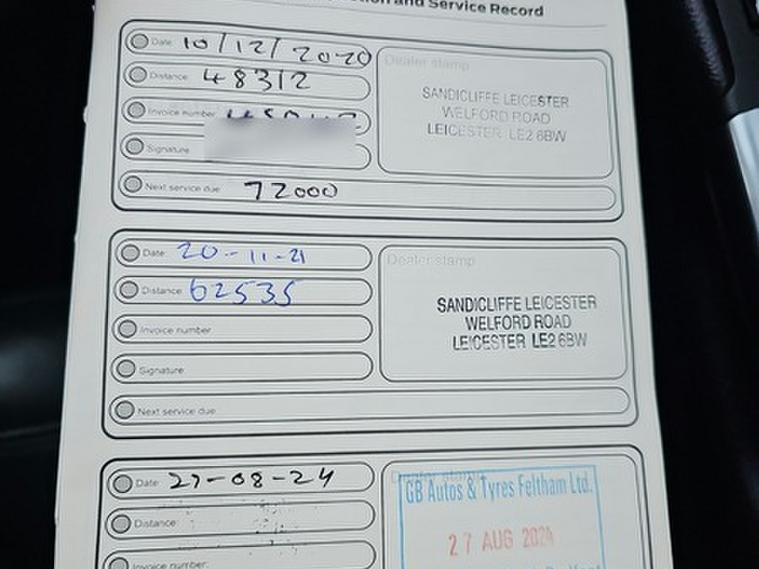 and Service Record
Date: 10/12/2020
Distance: 48312
Invoice number
Signature
Next service due 72000
Dealer stamp
SANDICLIFFE LEICESTER
WELFORD ROAD
LEICESTER LE2 6BW
Date: 20-11-21
Distance: 62535
Invoice number
Signature
Next service due
Dealer stamp
SANDICLIFFE LEICESTER
WELFORD ROAD
LEICESTER LE2 6BW
Date: 27-08-24
Distance:
Invoice number:
Dealer stamp
GB Autos & Tyres Feltham Ltd.
27 AUG 2024